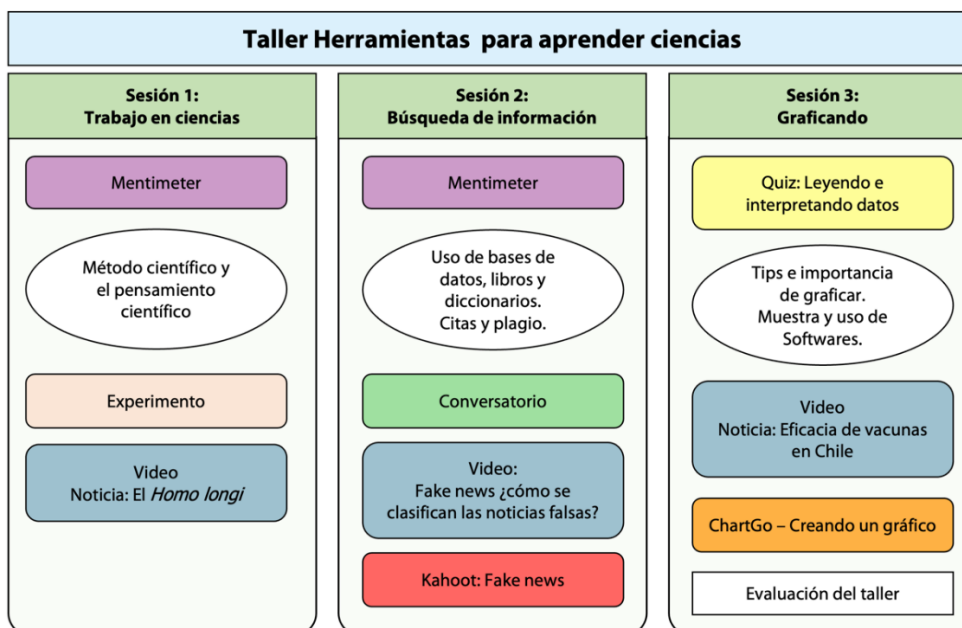 Taller Herramientas para aprender ciencias
Sesión 1:
Trabajo en ciencias
Mentimeter
Método científico y
el pensamiento
científico
Experimento
Video
Noticia: El Homo longi
Sesión 2:
Búsqueda de información
Mentimeter
Uso de bases de
datos, libros y
diccionarios.
Citas y plagio.
Conversatorio
Video:
Fake news ¿cómo se
clasifican las noticias falsas?
Kahoot: Fake news
Sesión 3:
Graficando
Quiz: Leyendo e
interpretando datos
Tips e importancia
de graficar.
Muestra y uso de
Softwares.
Video
Noticia: Eficacia de vacunas
en Chile
ChartGo – Creando un gráfico
Evaluación del taller